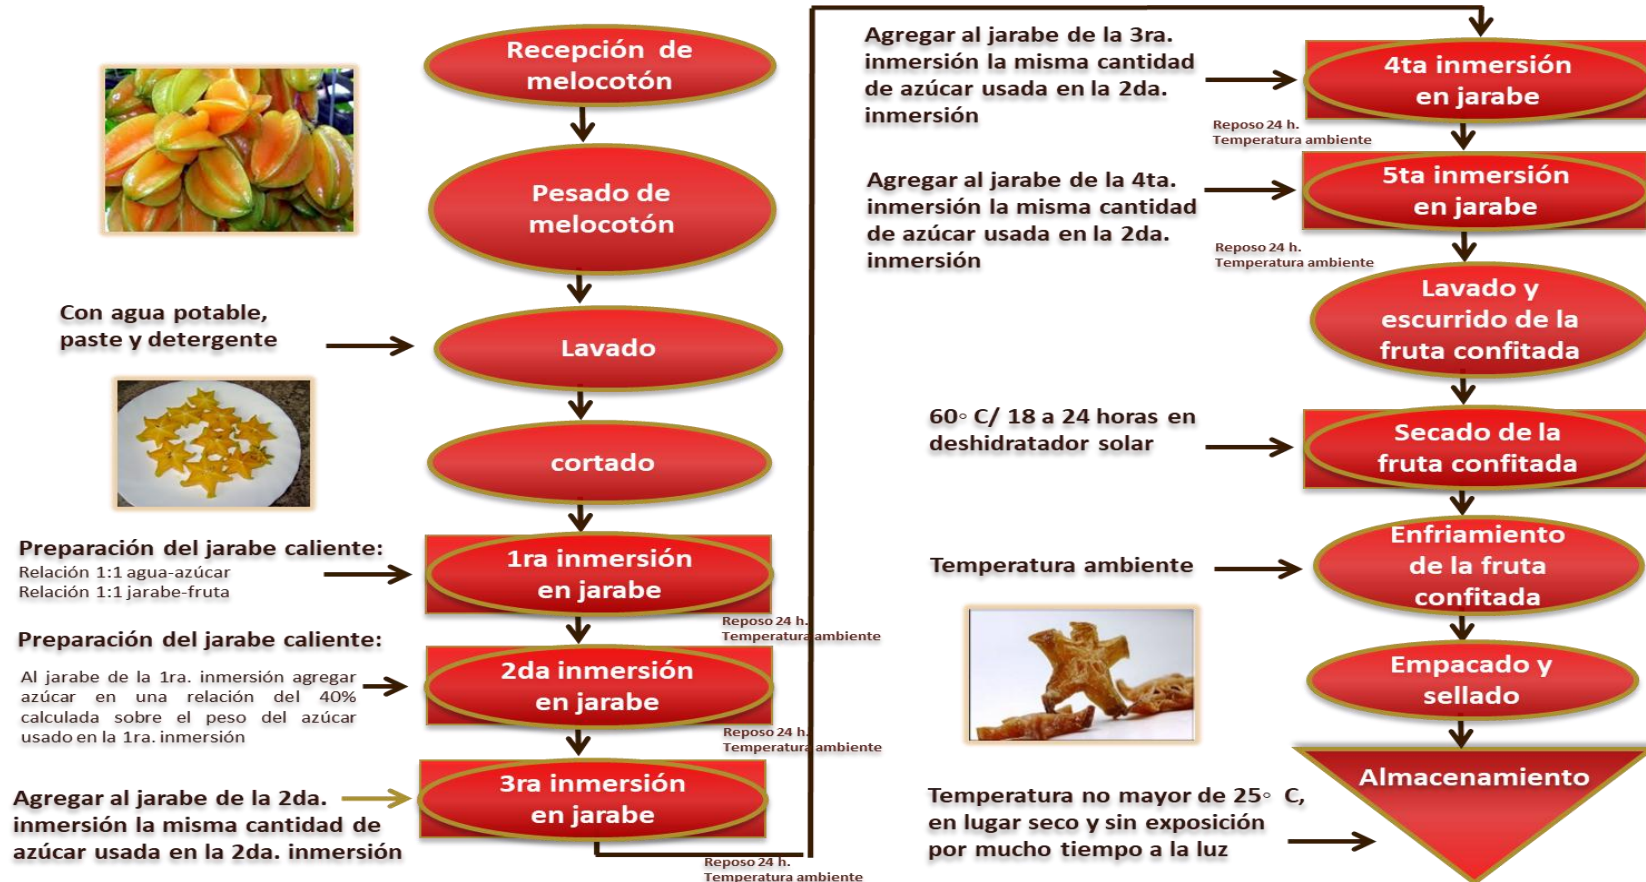 Recepción de
melocotón
Pesado de
melocotón
Con agua potable,
paste y detergente
Lavado
cortado
Preparación del jarabe caliente:
Relación 1:1 agua-azúcar
Relación 1:1 jarabe-fruta
1ra inmersión
en jarabe
Reposo 24 h.
Temperatura ambiente
Preparación del jarabe caliente:
Al jarabe de la 1ra. inmersión agregar
azúcar en una relación del 40%
calculada sobre el peso del azúcar
usado en la 1ra. inmersión
2da inmersión
en jarabe
Reposo 24 h.
Temperatura ambiente
Agregar al jarabe de la 2da.
inmersión la misma cantidad de
azúcar usada en la 2da. inmersión
3ra inmersión
en jarabe
Reposo 24 h.
Temperatura ambiente
Agregar al jarabe de la 3ra.
inmersión la misma cantidad
de azúcar usada en la 2da.
inmersión
4ta inmersión
en jarabe
Reposo 24 h.
Temperatura ambiente
Agregar al jarabe de la 4ta.
inmersión la misma cantidad
de azúcar usada en la 2da.
inmersión
5ta inmersión
en jarabe
Reposo 24 h.
Temperatura ambiente
Lavado y
escurrido de la
fruta confitada
60◦ C/ 18 a 24 horas en
deshidratador solar
Secado de la
fruta confitada
Temperatura ambiente
Enfriamiento
de la fruta
confitada
Empacado y
sellado
Temperatura no mayor de 25◦ C,
en lugar seco y sin exposición
por mucho tiempo a la luz
Almacenamiento